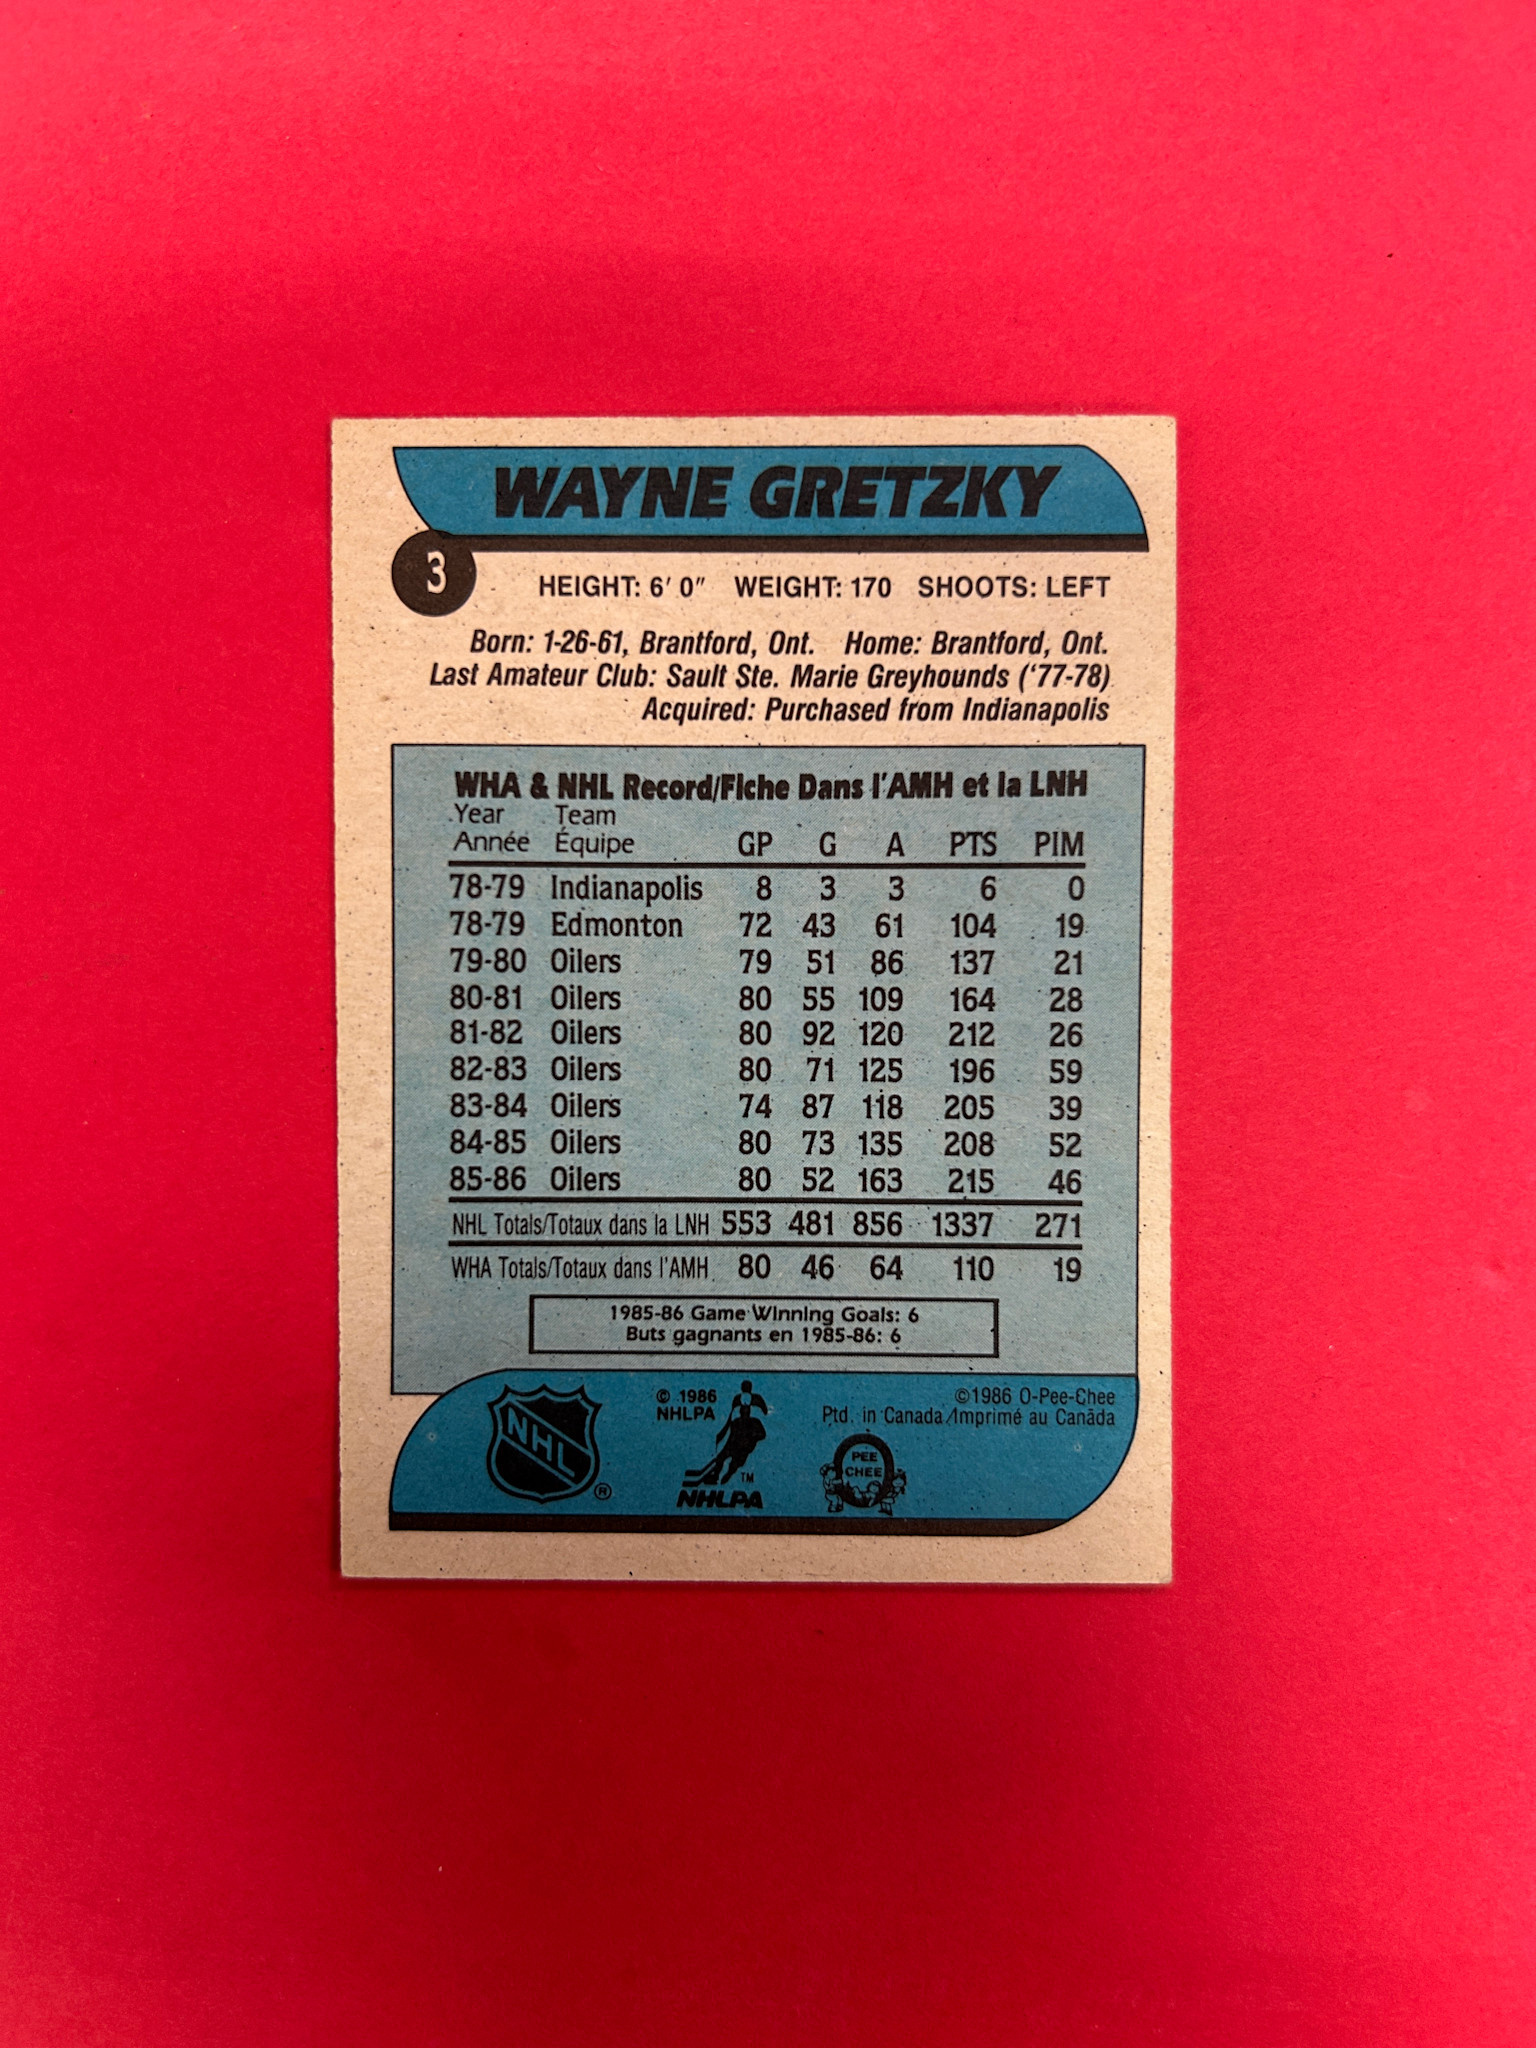 WAYNE GRETZKY
3
HEIGHT: 6' 0" WEIGHT: 170 SHOOTS: LEFT
Born: 1-26-61, Brantford, Ont. Home: Brantford, Ont.
Last Amateur Club: Sault Ste. Marie Greyhounds ('77-78)
Acquired: Purchased from Indianapolis
WHA & NHL Record/Fiche Dans l'AMH et la LNH
Year Team
Année Équipe GP G A PTS PIM
78-79 Indianapolis 8 3 3 6 0
78-79 Edmonton 72 43 61 104 19
79-80 Oilers 79 51 86 137 21
80-81 Oilers 80 55 109 164 28
81-82 Oilers 80 92 120 212 26
82-83 Oilers 80 71 125 196 59
83-84 Oilers 74 87 118 205 39
84-85 Oilers 80 73 135 208 52
85-86 Oilers 80 52 163 215 46
NHL Totals/Totaux dans la LNH 553 481 856 1337 271
WHA Totals/Totaux dans l'AMH 80 46 64 110 19
1985-86 Game Winning Goals: 6
Buts gagnants en 1985-86: 6
NHL ®
© 1986
NHLPA
TM
NHLPA
©1986 O-Pee-Chee
Ptd. in Canada/Imprimé au Canada
PEE
CHEE